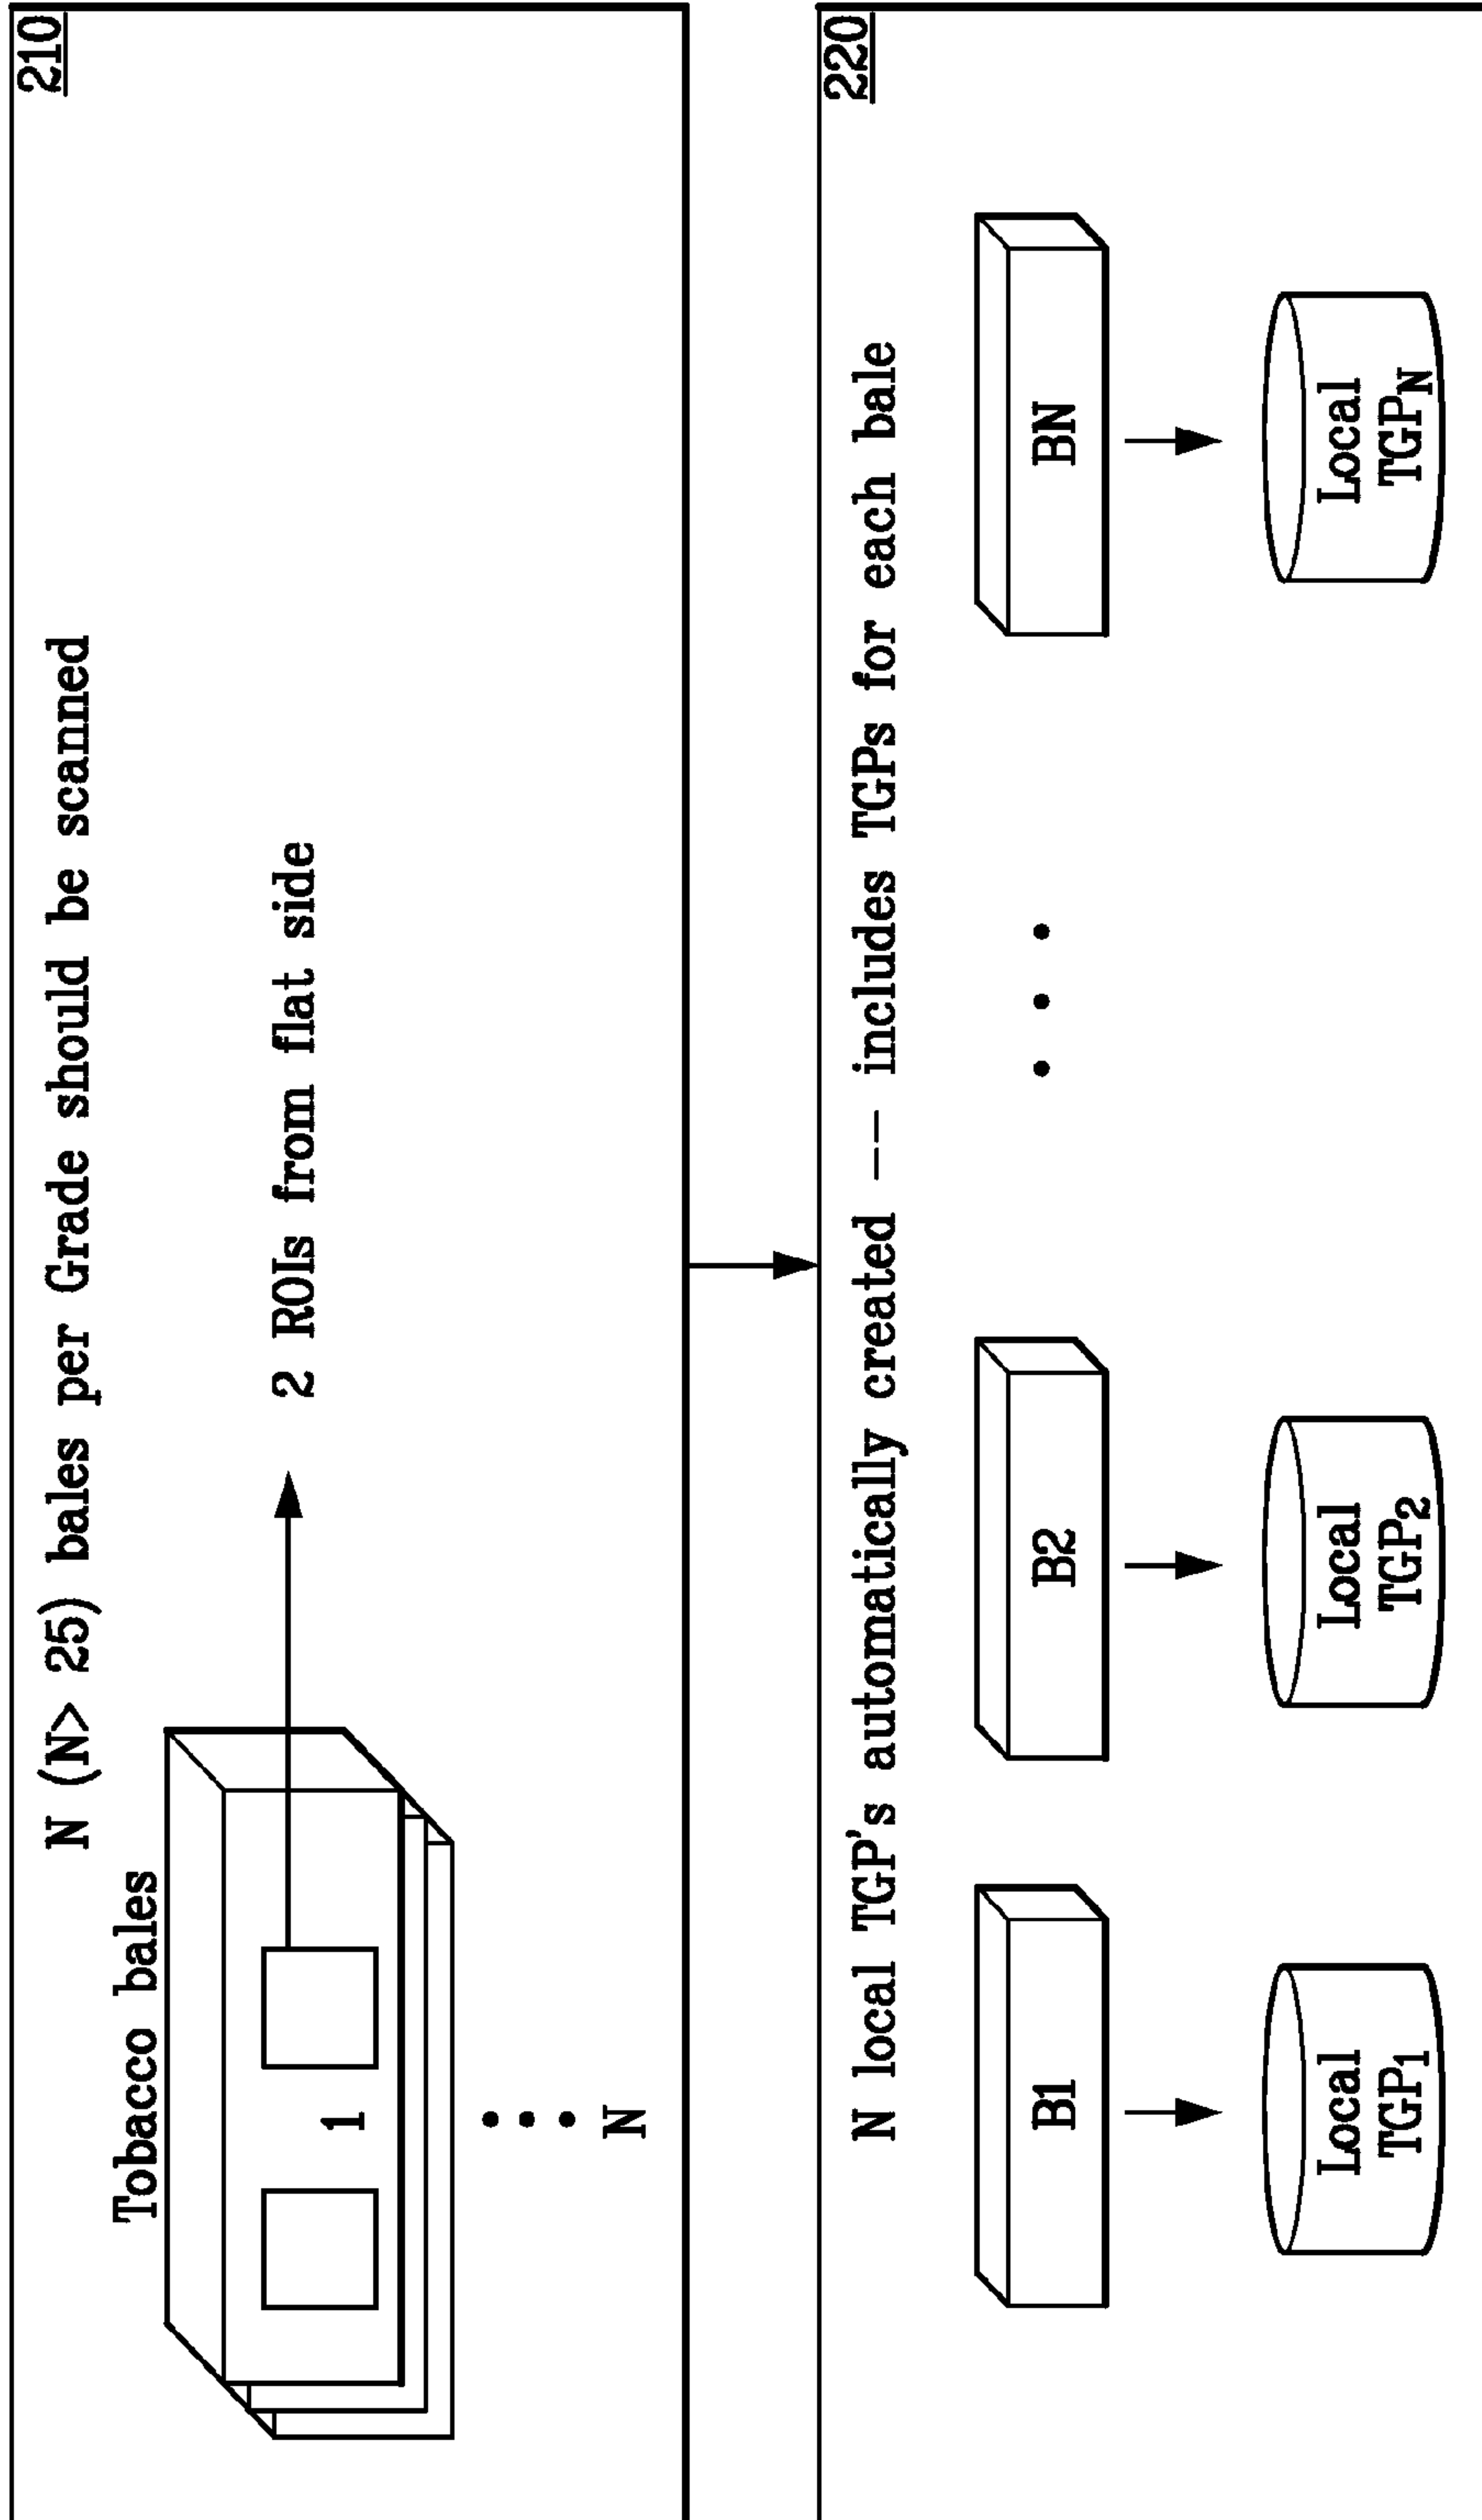 210
N (N> 25) bales per Grade should be scanned
Tobacco bales
2 ROIs from flat side
1
N
220
N local TGP's automatically created -- includes TGPs for each bale
B1
B2
BN
Local
TGP1
Local
TGP2
Local
TGPN